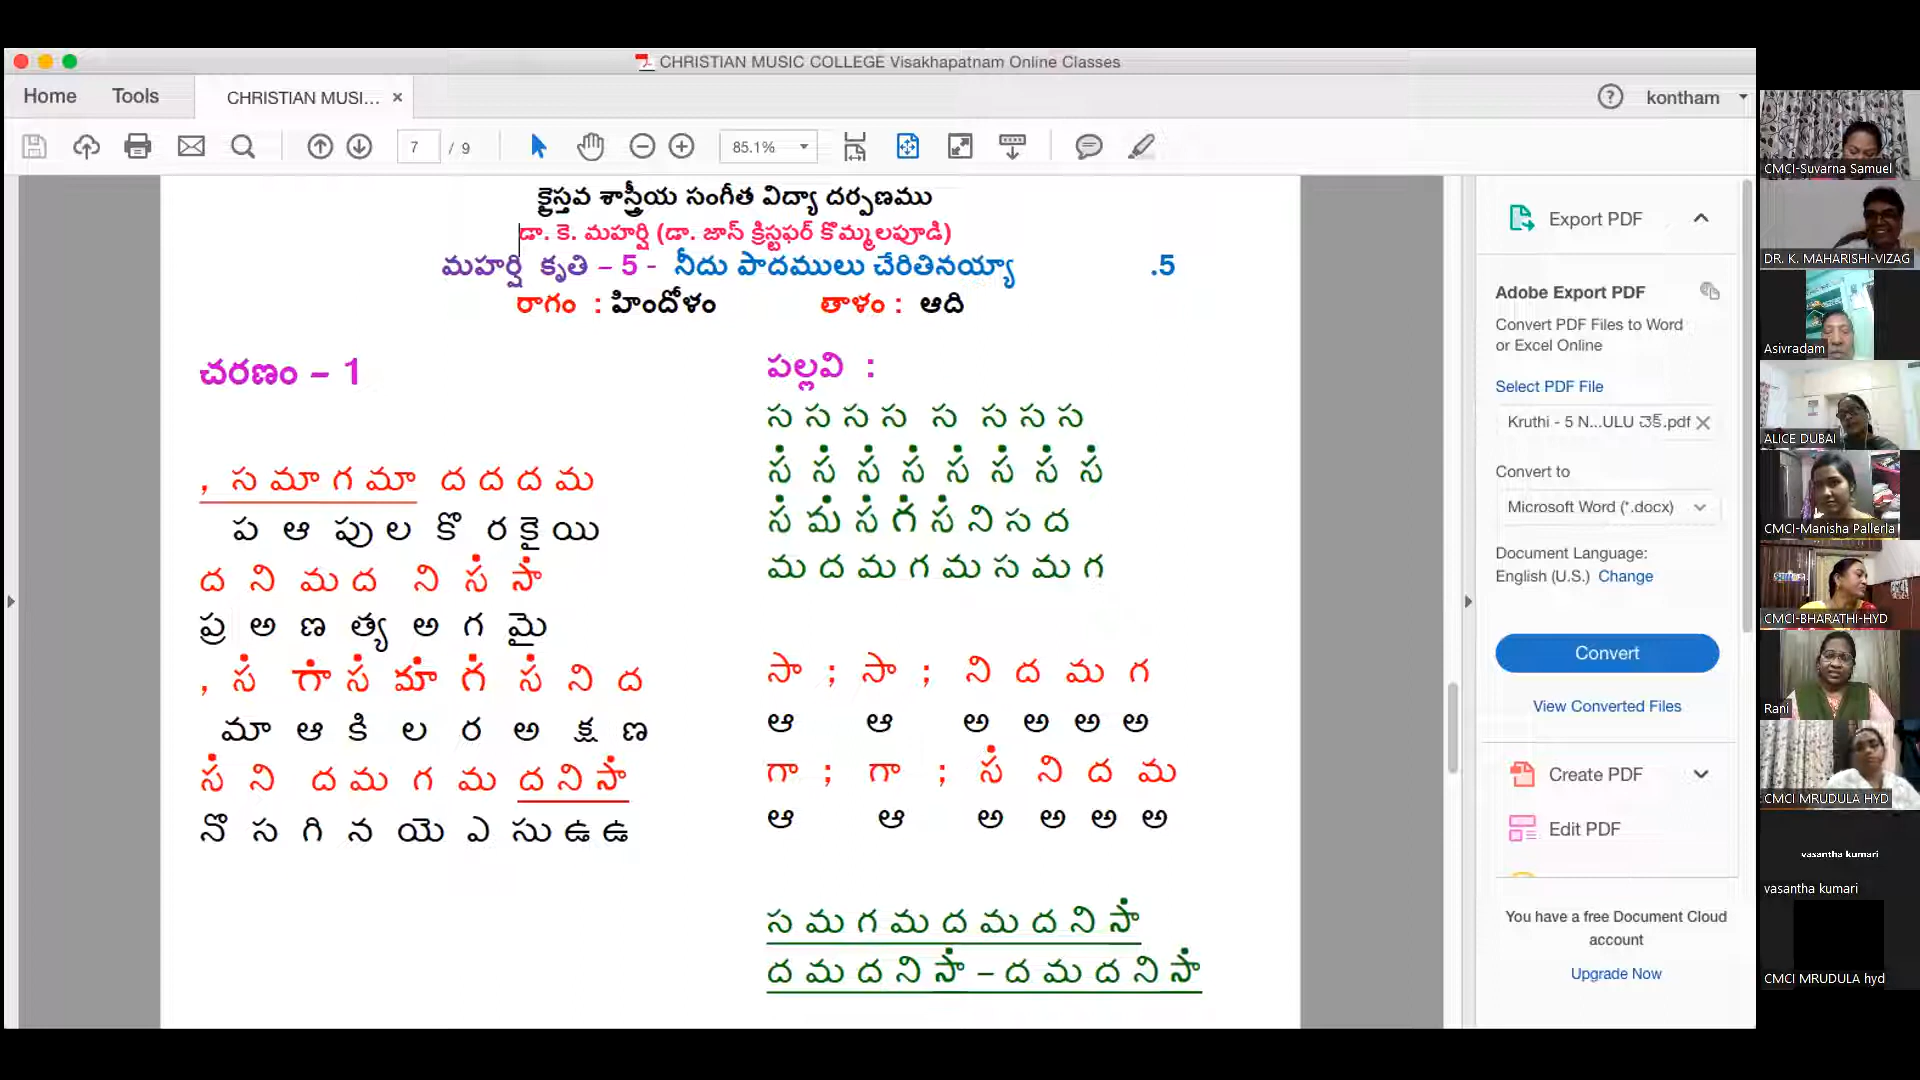 CHRISTIAN MUSIC COLLEGE Visakhapatnam Online Classes
Home Tools CHRISTIAN MUSI... × ? kontham
7 / 9 85.1%
క్రైస్తవ శాస్త్రీయ సంగీత విద్యా దర్పణము
డా. కె. మహర్షి (డా. జాన్ క్రిస్టఫర్ కొమ్మలపూడి)
మహర్షి కృతి – 5 - నీదు పాదములు చేరితినయ్యా .5
రాగం : హిందోళం తాళం : ఆది
చరణం – 1
, స మా గ మా ద ద ద మ
ప ఆ పు ల కొ ర కై యి
ద ని మ ద ని సం సాం
ప్ర అ ణ త్య అ గ మై
, స గా స మా గ స ని ద
మా ఆ కి ల ర అ క్ష ణ
స ని ద మ గ మ ద ని సా
నొ స గి న యె ఎ సు ఉ ఉ
పల్లవి :
స స స స స స స స
స స స స స స స స
స మ స గ స ని స ద
మ ద మ గ మ స మ గ
సా ; సా ; ని ద మ గ
ఆ ఆ అ అ అ అ
గా ; గా ; స ని ద మ
ఆ ఆ అ అ అ అ
స మ గ మ ద మ ద ని సా
ద మ ద ని సా – ద మ ద ని సా
Export PDF
Adobe Export PDF
Convert PDF Files to Word
or Excel Online
Select PDF File
Kruthi - 5 N...ULU చెక్.pdf ×
Convert to
Microsoft Word (*.docx)
Document Language:
English (U.S.) Change
Convert
View Converted Files
Create PDF
Edit PDF
You have a free Document Cloud
account
Upgrade Now
CMCI-Suvarna Samuel
DR. K. MAHARISHI-VIZAG
Asivradam
ALICE DUBAI
CMCI-Manisha Pallerla
CMCI-BHARATHI-HYD
Rani
CMCI MRUDULA HYD
vasantha kumari
vasantha kumari
CMCI MRUDULA hyd